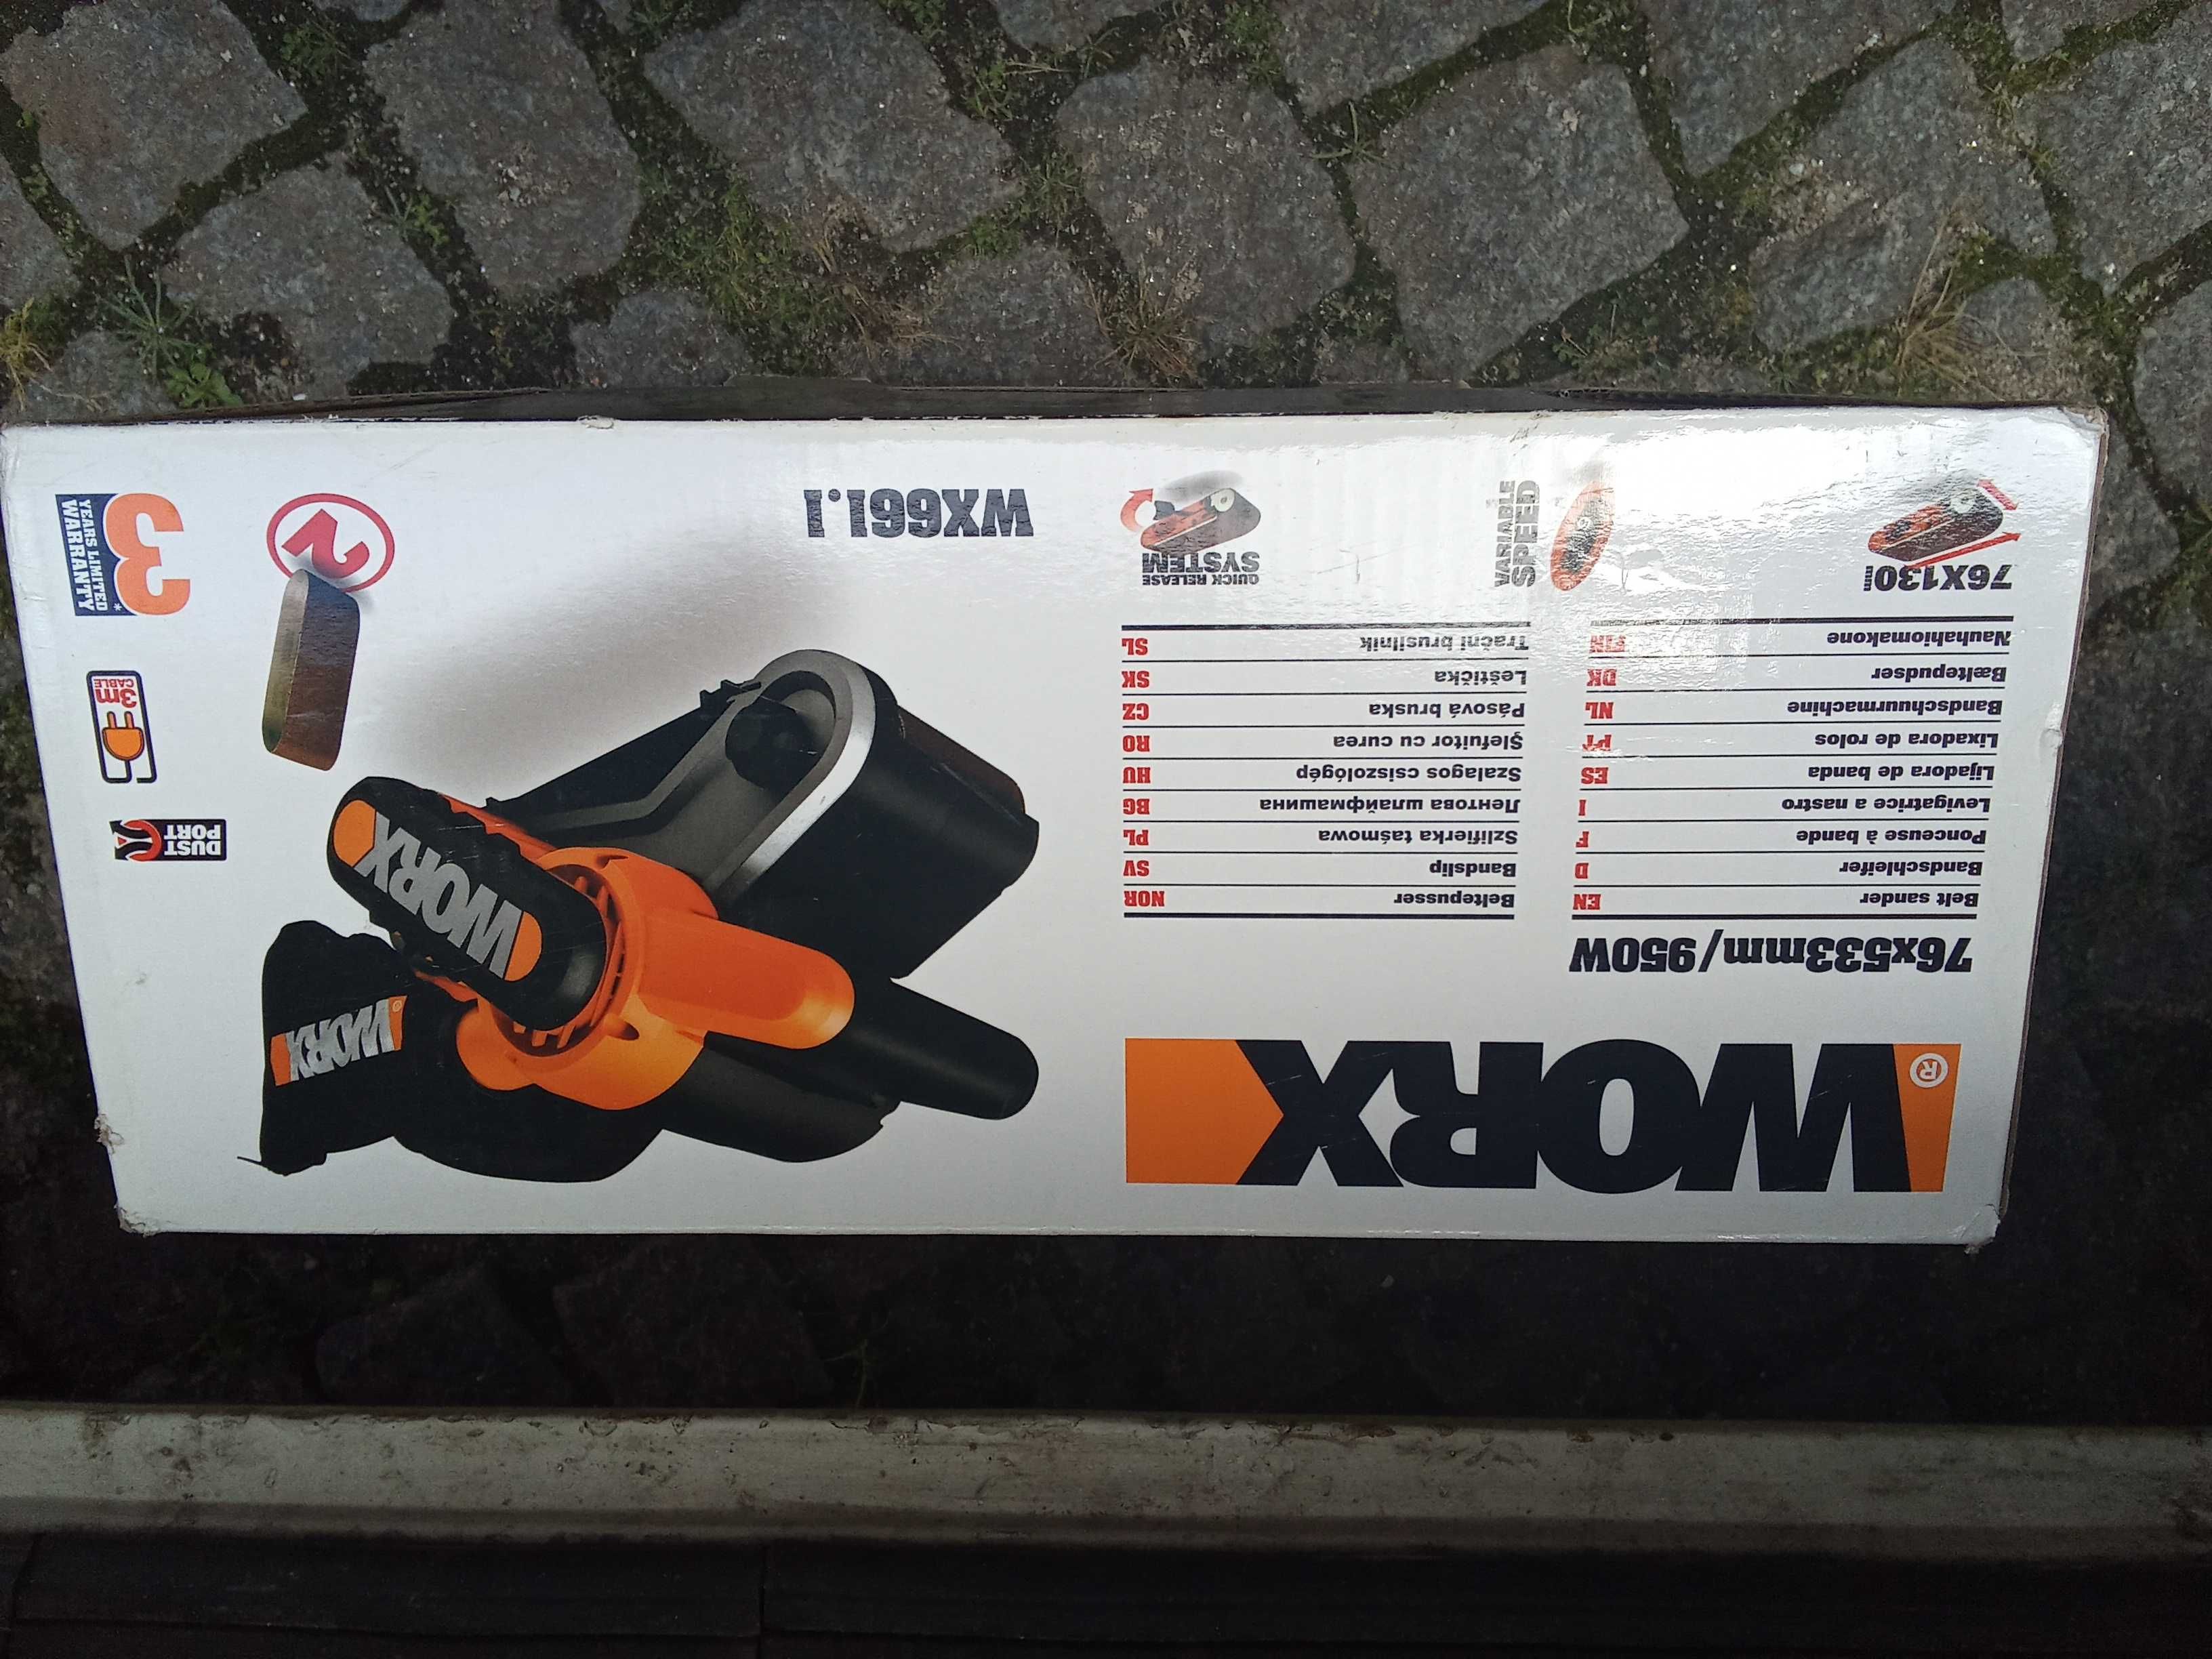 WORX®
76x533mm/950W
EN Belt sander
D Bandschleifer
F Ponceuse à bande
I Levigatrice a nastro
ES Lijadora de banda
PT Lixadora de rolos
NL Bandschuurmachine
DK Bæltepudser
FIN Nauhahiomakone
NOR Beltepusser
SV Bandslip
PL Szlifierka taśmowa
BG Лентова шлайфмашина
HU Szalagos csiszológép
RO Şlefuitor cu curea
CZ Pásová bruska
SK Leštička
SL Tračni brusilnik
76X130mm
VARIABLE
SPEED
QUICK RELEASE
SYSTEM
WX661.1
WORX®
WORX
DUST
PORT
3m
CABLE
2
3
YEARS LIMITED
WARRANTY*